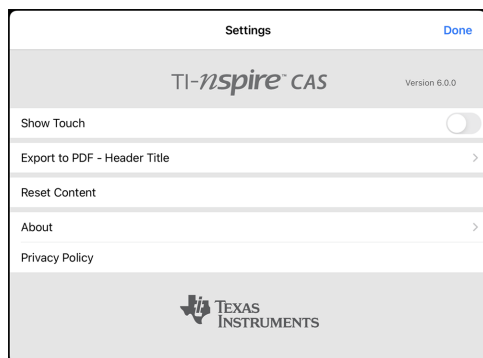 Settings
Done
TI-nspire™ CAS
Version 6.0.0
Show Touch
Export to PDF - Header Title
Reset Content
About
Privacy Policy
TEXAS
INSTRUMENTS